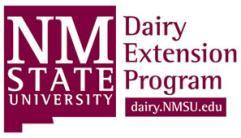 NM
STATE
UNIVERSITY
Dairy
Extension
Program
dairy.NMSU.edu